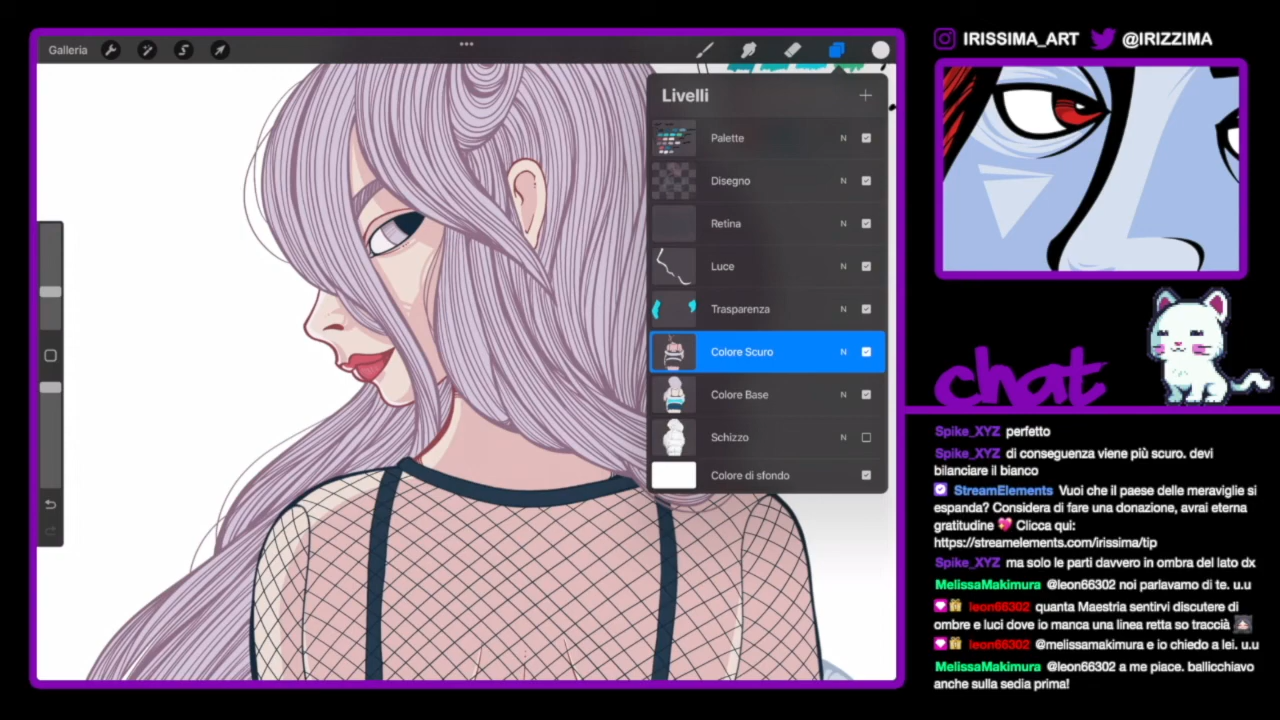 Galleria
IRISSIMA_ART @IRIZZIMA
Livelli
Palette N
Disegno N
Retina N
Luce N
Trasparenza N
Colore Scuro N
Colore Base N
Schizzo N
Colore di sfondo
chat
Spike_XYZ perfetto
Spike_XYZ di conseguenza viene più scuro. devi
bilanciare il bianco
StreamElements Vuoi che il paese delle meraviglie si
espanda? Considera di fare una donazione, avrai eterna
gratitudine 💖 Clicca qui:
https://streamelements.com/irissima/tip
Spike_XYZ ma solo le parti davvero in ombra del lato dx
MelissaMakimura @leon66302 noi parlavamo di te. u.u
leon66302 quanta Maestria sentirvi discutere di
ombre e luci dove io manca una linea retta so traccià
leon66302 @melissamakimura e io chiedo a lei. u.u
MelissaMakimura @leon66302 a me piace. ballicchiavo
anche sulla sedia prima!